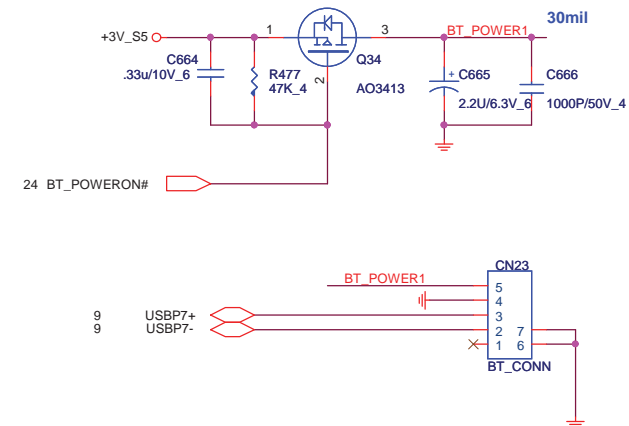 30mil
+3V_S5
1
3
BT_POWER1
C664
.33u/10V_6
R477
47K_4
Q34
2
AO3413
+
C665
2.2U/6.3V_6
C666
1000P/50V_4
24 BT_POWERON#
CN23
BT_POWER1
5
4
9 USBP7+
3
9 USBP7-
2 7
1 6
BT_CONN